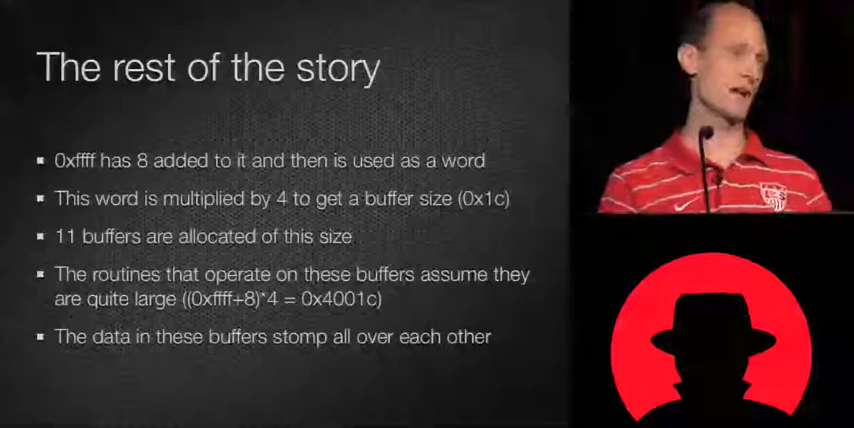 The rest of the story
0xffff has 8 added to it and then is used as a word
This word is multiplied by 4 to get a buffer size (0x1c)
11 buffers are allocated of this size
The routines that operate on these buffers assume they
are quite large ((0xffff+8)*4 = 0x4001c)
The data in these buffers stomp all over each other